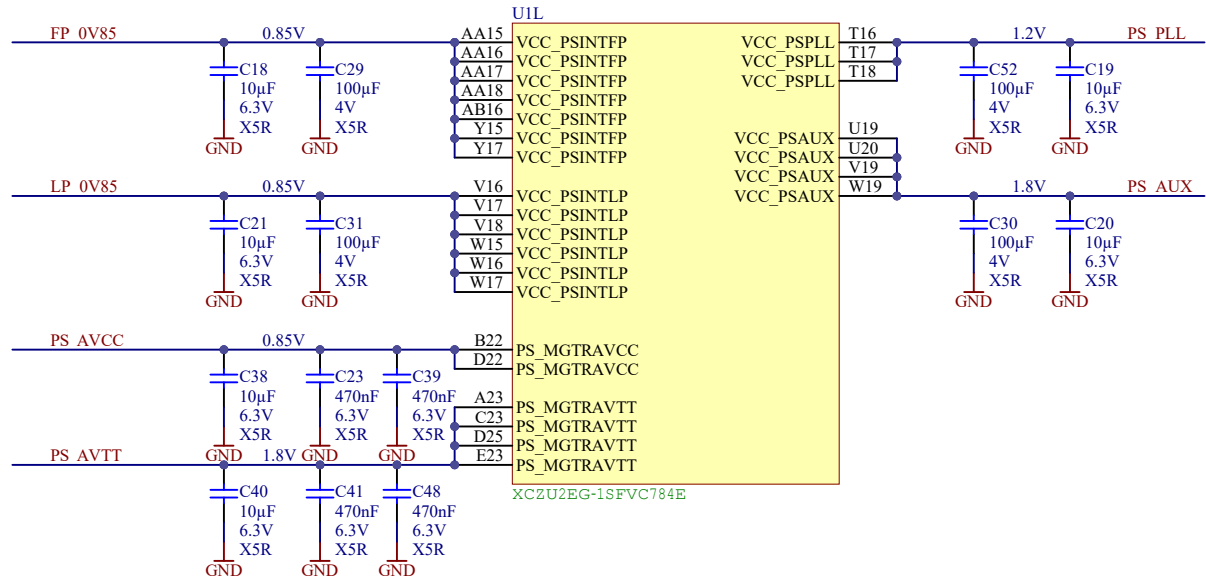 U1L
FP_0V85
0.85V
C18
10µF
6.3V
X5R
GND
C29
100µF
4V
X5R
GND
AA15 VCC_PSINTFP
AA16 VCC_PSINTFP
AA17 VCC_PSINTFP
AA18 VCC_PSINTFP
AB16 VCC_PSINTFP
Y15 VCC_PSINTFP
Y17 VCC_PSINTFP
LP_0V85
0.85V
C21
10µF
6.3V
X5R
GND
C31
100µF
4V
X5R
GND
V16 VCC_PSINTLP
V17 VCC_PSINTLP
V18 VCC_PSINTLP
W15 VCC_PSINTLP
W16 VCC_PSINTLP
W17 VCC_PSINTLP
PS_AVCC
0.85V
C38
10µF
6.3V
X5R
GND
C23
470nF
6.3V
X5R
GND
C39
470nF
6.3V
X5R
GND
B22 PS_MGTRAVCC
D22 PS_MGTRAVCC
PS_AVTT
1.8V
C40
10µF
6.3V
X5R
GND
C41
470nF
6.3V
X5R
GND
C48
470nF
6.3V
X5R
GND
A23 PS_MGTRAVTT
C23 PS_MGTRAVTT
D25 PS_MGTRAVTT
E23 PS_MGTRAVTT
VCC_PSPLL T16
VCC_PSPLL T17
VCC_PSPLL T18
1.2V
PS_PLL
C52
100µF
4V
X5R
GND
C19
10µF
6.3V
X5R
GND
VCC_PSAUX U19
VCC_PSAUX U20
VCC_PSAUX V19
VCC_PSAUX W19
1.8V
PS_AUX
C30
100µF
4V
X5R
GND
C20
10µF
6.3V
X5R
GND
XCZU2EG-1SFVC784E